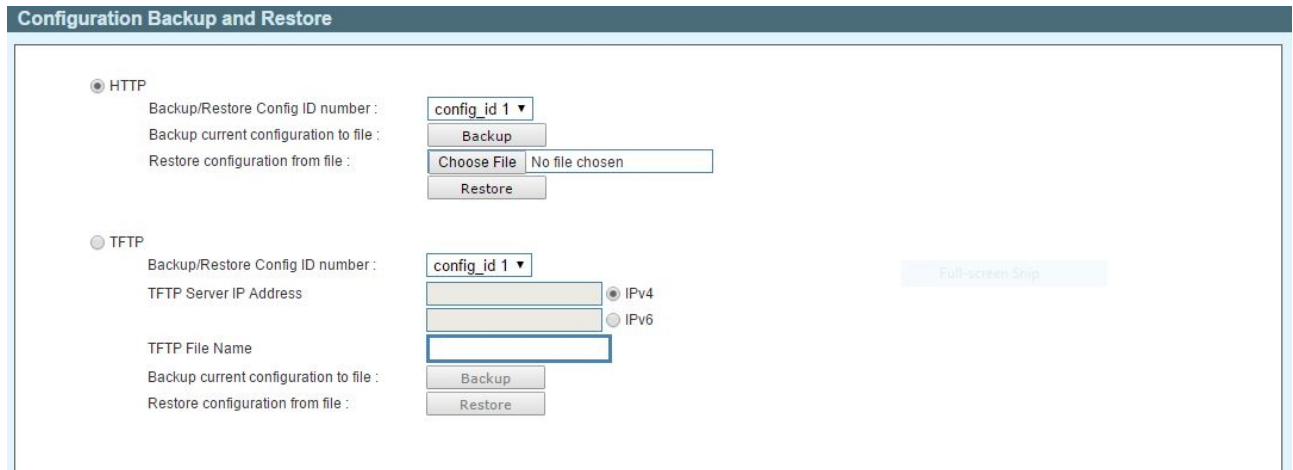 Configuration Backup and Restore
HTTP
Backup/Restore Config ID number :
config_id 1
Backup current configuration to file :
Backup
Restore configuration from file :
Choose File No file chosen
Restore
TFTP
Backup/Restore Config ID number :
config_id 1
TFTP Server IP Address
IPv4
IPv6
Full-screen Snip
TFTP File Name
Backup current configuration to file :
Backup
Restore configuration from file :
Restore